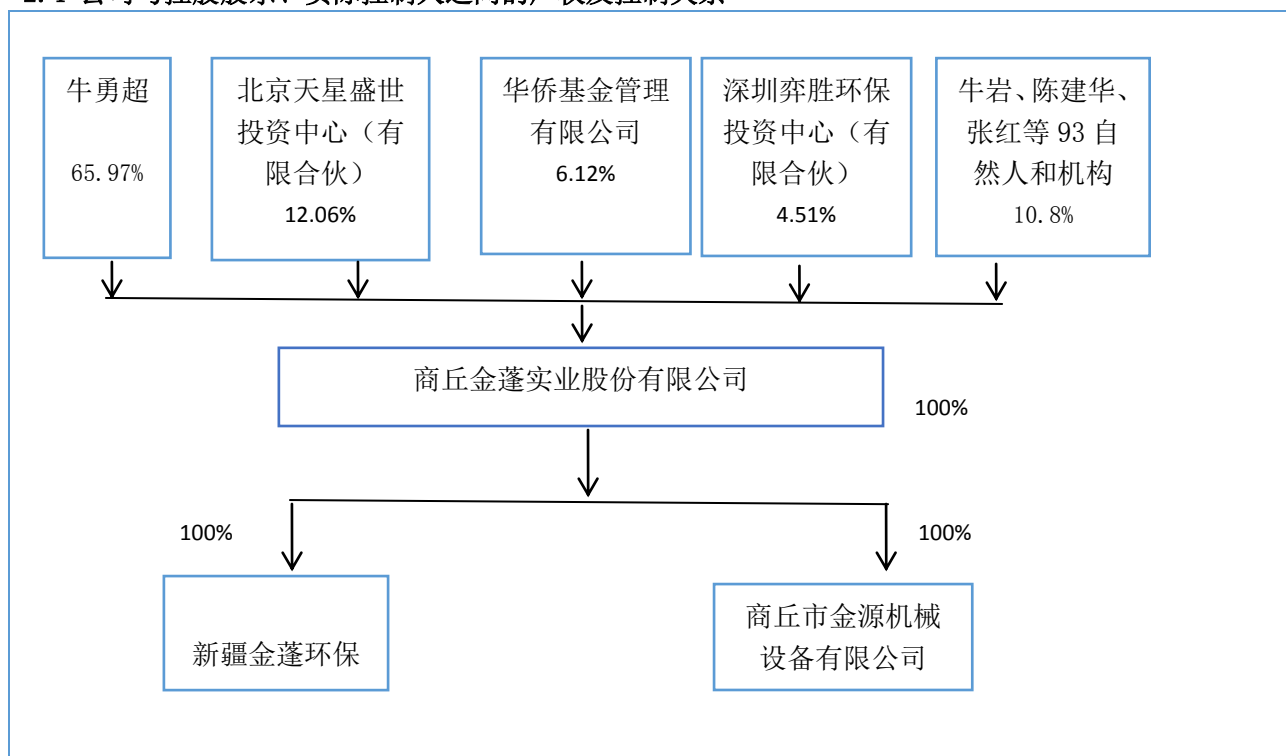 牛勇超
65.97%
北京天星盛世
投资中心（有
限合伙）
12.06%
华侨基金管理
有限公司
6.12%
深圳弈胜环保
投资中心（有
限合伙）
4.51%
牛岩、陈建华、
张红等 93 自
然人和机构
10.8%
商丘金蓬实业股份有限公司
100%
100%
100%
新疆金蓬环保
商丘市金源机械
设备有限公司